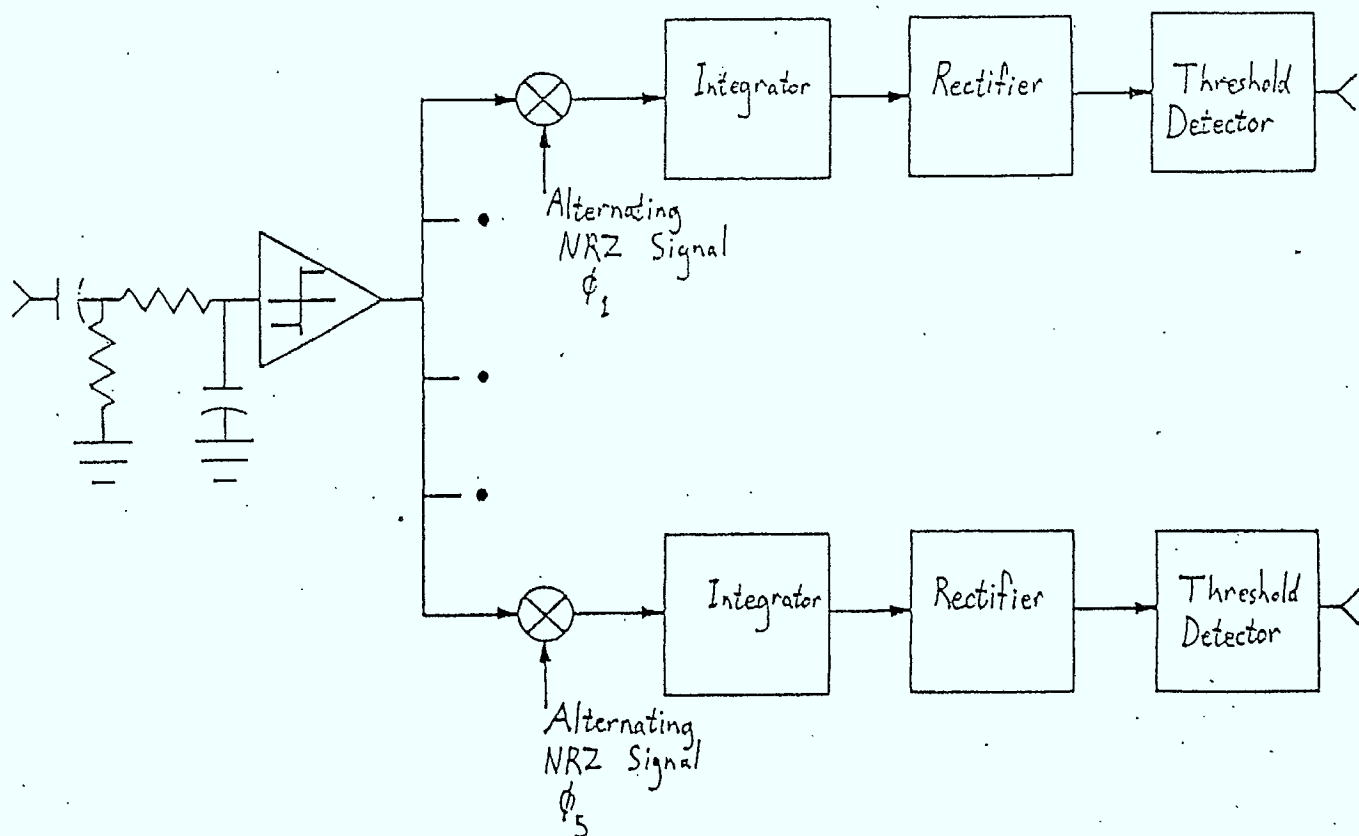 Integrator
Rectifier
Threshold
Detector
Alternating
NRZ Signal
ϕ₁
Integrator
Rectifier
Threshold
Detector
Alternating
NRZ Signal
ϕ₅